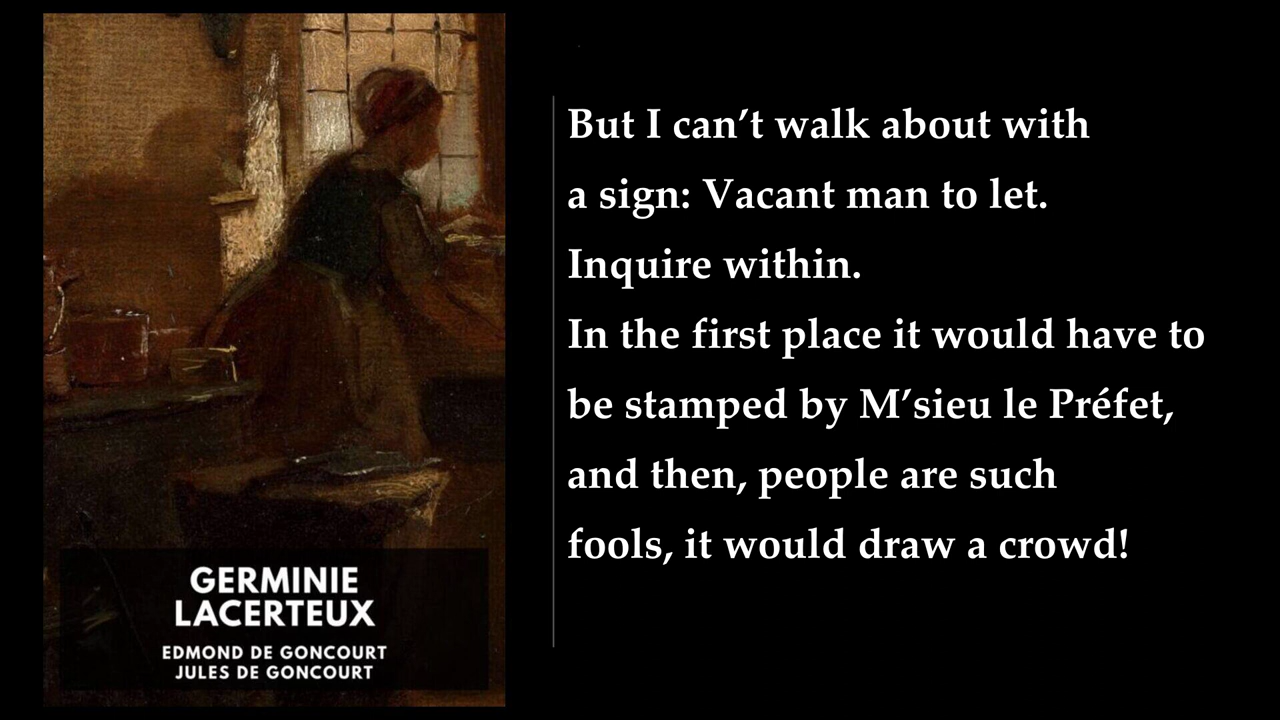 But I can’t walk about with
a sign: Vacant man to let.
Inquire within.
In the first place it would have to
be stamped by M’sieu le Préfet,
and then, people are such
fools, it would draw a crowd!
GERMINIE
LACERTEUX
EDMOND DE GONCOURT
JULES DE GONCOURT